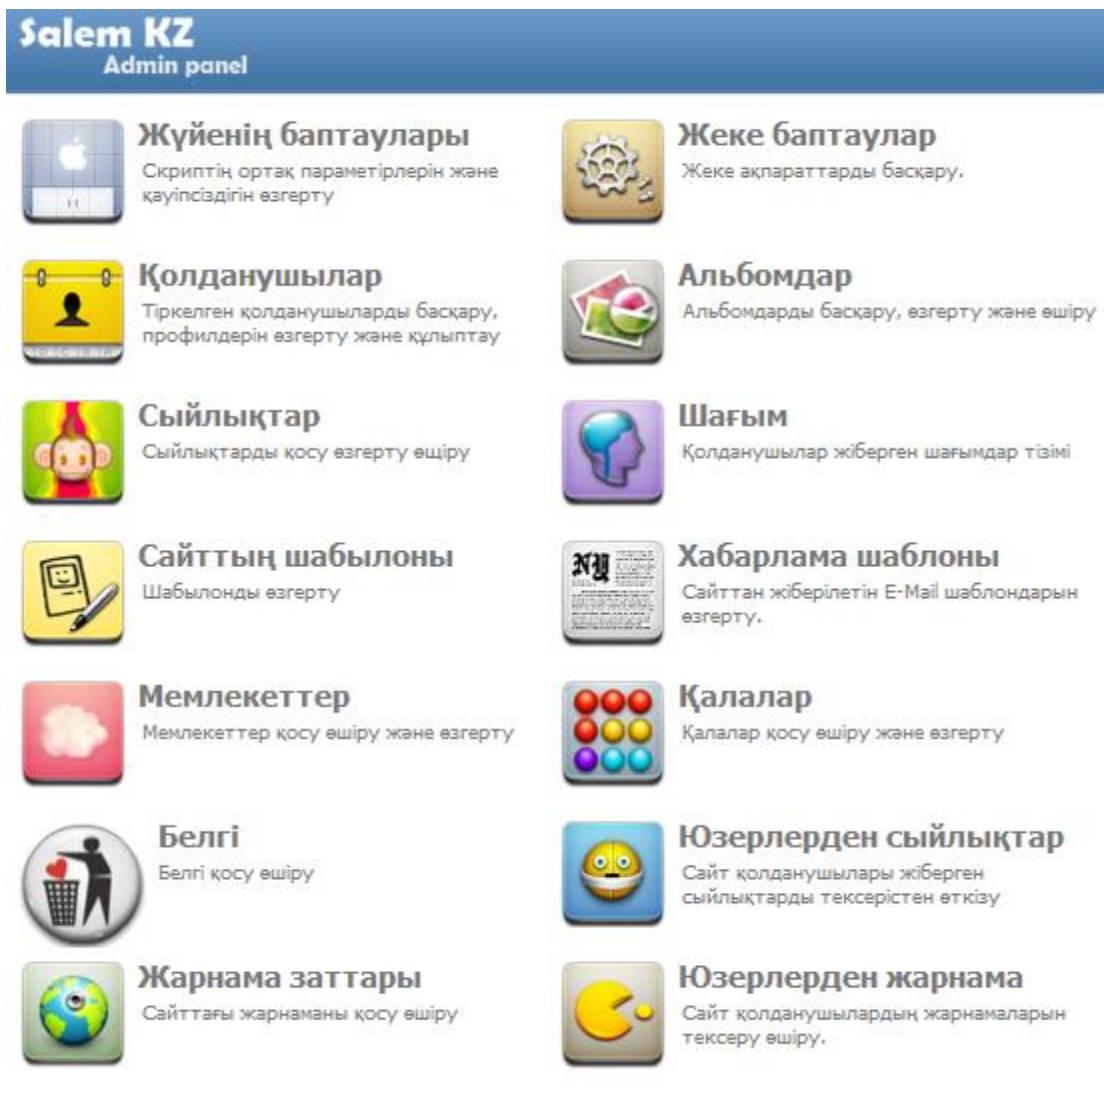 Salem KZ
Admin panel
Жүйенің баптаулары
Скриптің ортақ параметірлерін және
қауіпсіздігін өзгерту
Жеке баптаулар
Жеке ақпараттарды басқару.
Қолданушылар
Тіркелген қолданушыларды басқару,
профилдерін өзгерту және құлыптау
Альбомдар
Альбомдарды басқару, өзгерту және өшіру
Сыйлықтар
Сыйлықтарды қосу өзгерту өщіру
Шағым
Қолданушылар жіберген шағымдар тізімі
Сайттың шабылоны
Шабылонды өзгерту
Хабарлама шаблоны
Сайттан жіберілетін E-Mail шаблондарын
өзгерту.
Мемлекеттер
Мемлекеттер қосу өшіру және өзгерту
Қалалар
Қалалар қосу өшіру және өзгерту
Белгі
Белгі қосу өшіру
Юзерлерден сыйлықтар
Сайт қолданушылары жіберген
сыйлықтарды тексерістен өткізу
Жарнама заттары
Сайттағы жарнаманы қосу өшіру
Юзерлерден жарнама
Сайт қолданушылардың жарнамаларын
тексеру өшіру.